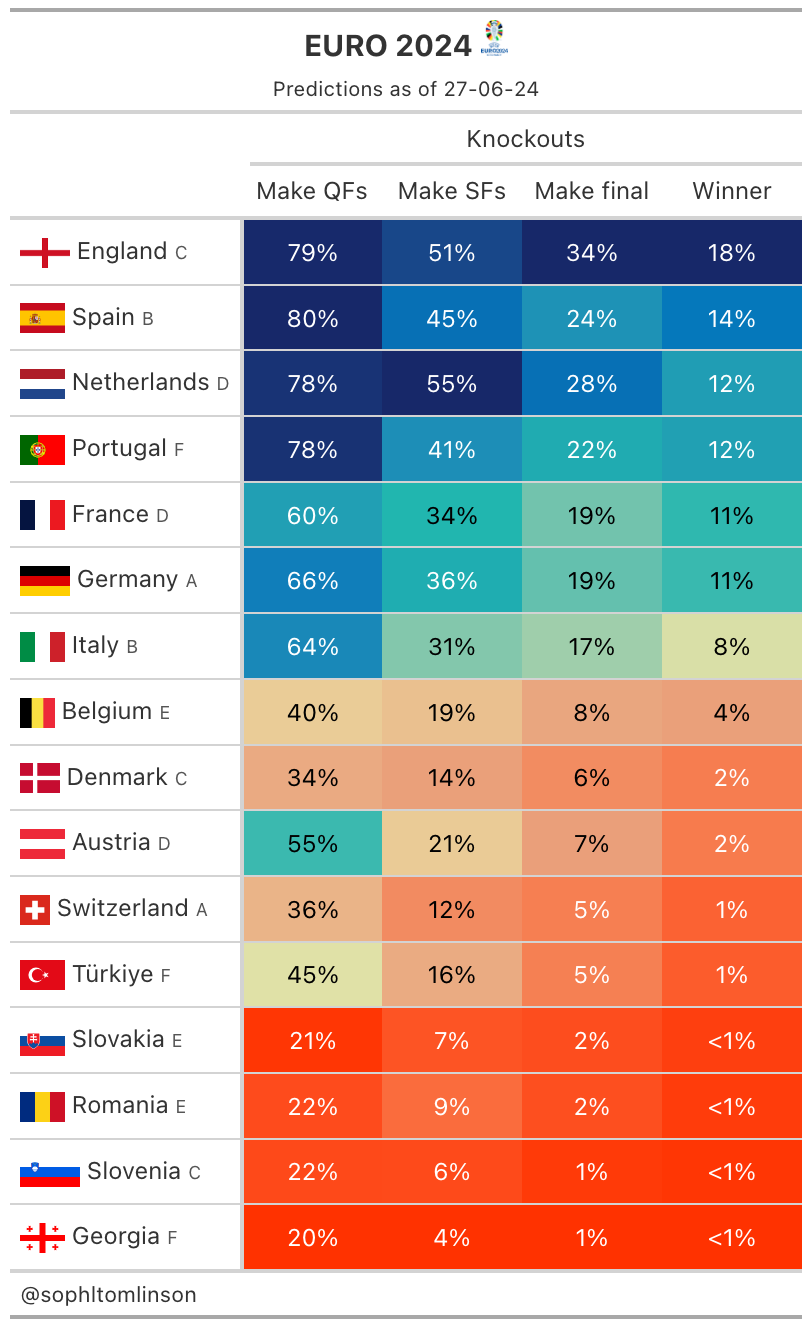 EURO 2024
EURO2024
Predictions as of 27-06-24
Knockouts
Make QFs Make SFs Make final Winner
England C 79% 51% 34% 18%
Spain B 80% 45% 24% 14%
Netherlands D 78% 55% 28% 12%
Portugal F 78% 41% 22% 12%
France D 60% 34% 19% 11%
Germany A 66% 36% 19% 11%
Italy B 64% 31% 17% 8%
Belgium E 40% 19% 8% 4%
Denmark C 34% 14% 6% 2%
Austria D 55% 21% 7% 2%
Switzerland A 36% 12% 5% 1%
Türkiye F 45% 16% 5% 1%
Slovakia E 21% 7% 2% <1%
Romania E 22% 9% 2% <1%
Slovenia C 22% 6% 1% <1%
Georgia F 20% 4% 1% <1%
@sophltomlinson